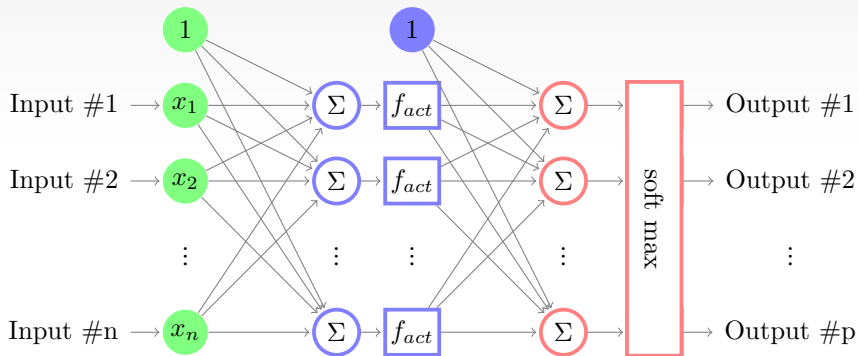 1 1
Input #1 x₁ Σ f_act Σ Output #1
Input #2 x₂ Σ f_act Σ soft max Output #2
⋮ ⋮ ⋮ ⋮ ⋮
Input #n xₙ Σ f_act Σ Output #p